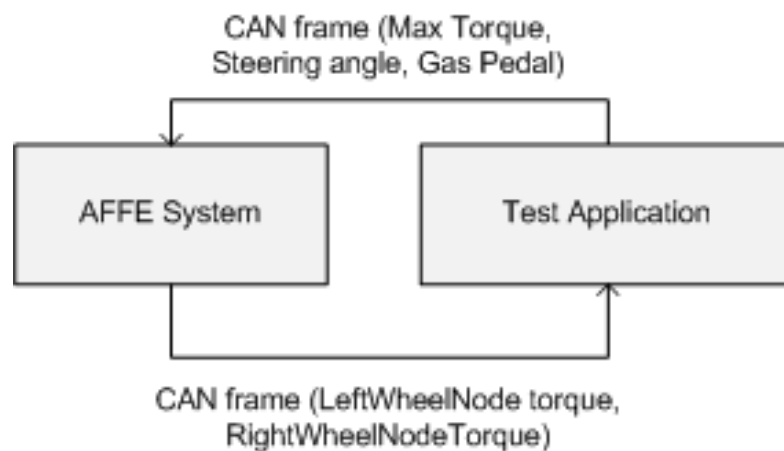 CAN frame (Max Torque,
Steering angle, Gas Pedal)
AFFE System
Test Application
CAN frame (LeftWheelNode torque,
RightWheelNodeTorque)